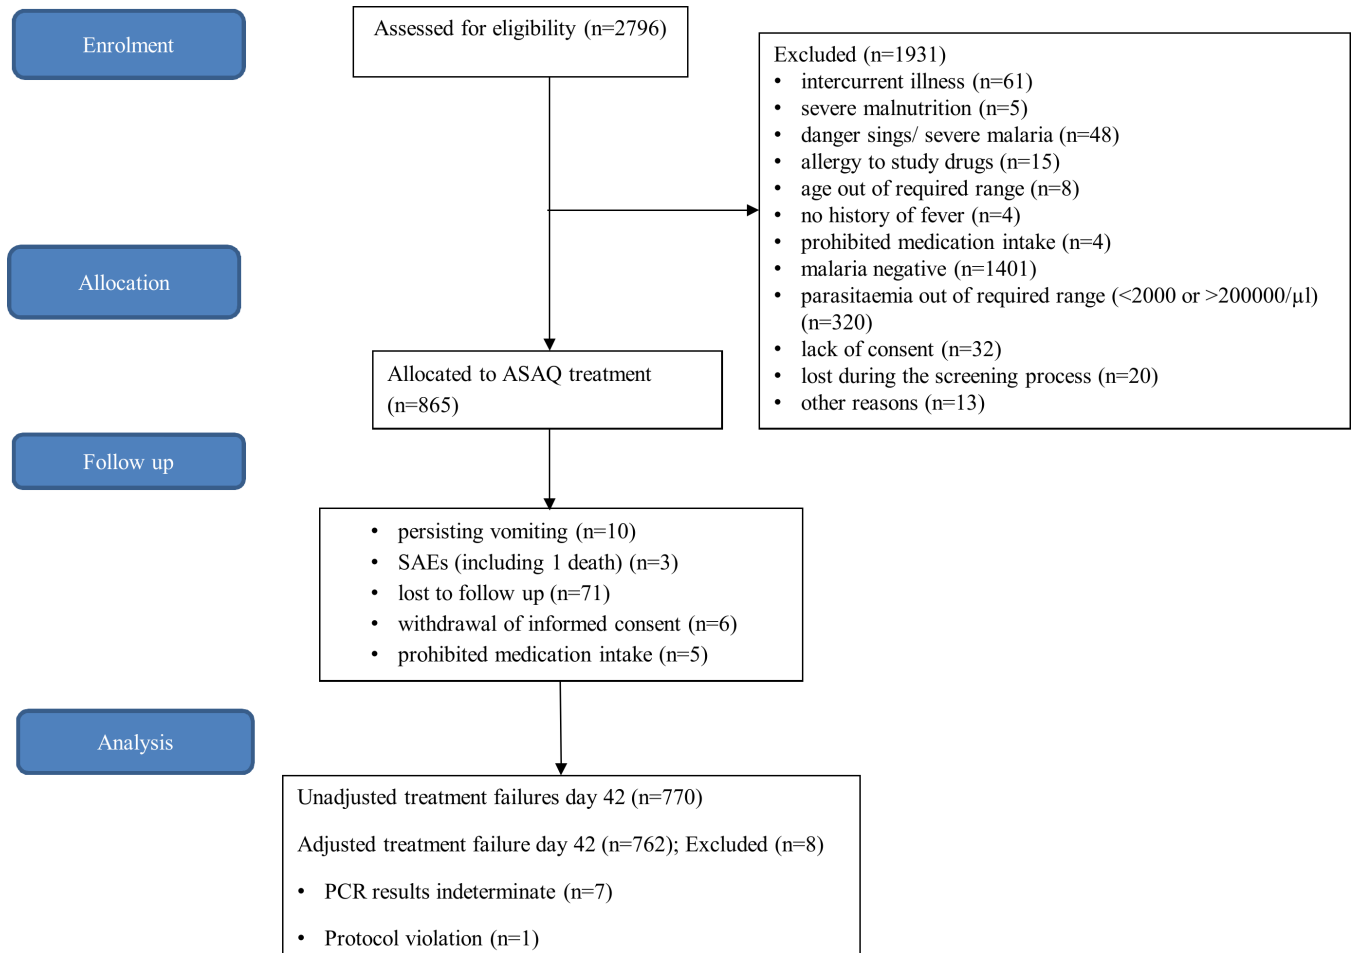 Enrolment
Assessed for eligibility (n=2796)
Excluded (n=1931)
• intercurrent illness (n=61)
• severe malnutrition (n=5)
• danger sings/ severe malaria (n=48)
• allergy to study drugs (n=15)
• age out of required range (n=8)
• no history of fever (n=4)
• prohibited medication intake (n=4)
• malaria negative (n=1401)
• parasitaemia out of required range (<2000 or >200000/µl)
(n=320)
• lack of consent (n=32)
• lost during the screening process (n=20)
• other reasons (n=13)
Allocation
Allocated to ASAQ treatment
(n=865)
Follow up
• persisting vomiting (n=10)
• SAEs (including 1 death) (n=3)
• lost to follow up (n=71)
• withdrawal of informed consent (n=6)
• prohibited medication intake (n=5)
Analysis
Unadjusted treatment failures day 42 (n=770)
Adjusted treatment failure day 42 (n=762); Excluded (n=8)
• PCR results indeterminate (n=7)
• Protocol violation (n=1)